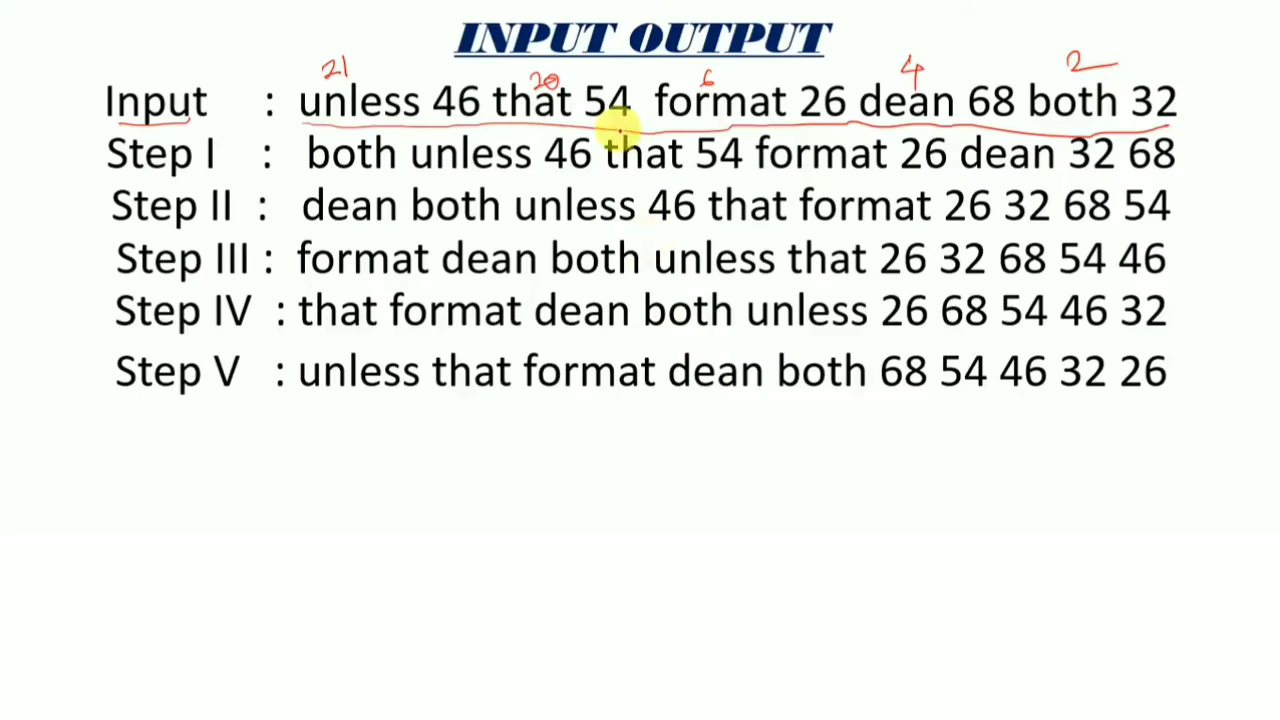 INPUT OUTPUT
21 20 6 4 2
Input : unless 46 that 54 format 26 dean 68 both 32
Step I : both unless 46 that 54 format 26 dean 32 68
Step II : dean both unless 46 that format 26 32 68 54
Step III : format dean both unless that 26 32 68 54 46
Step IV : that format dean both unless 26 68 54 46 32
Step V : unless that format dean both 68 54 46 32 26